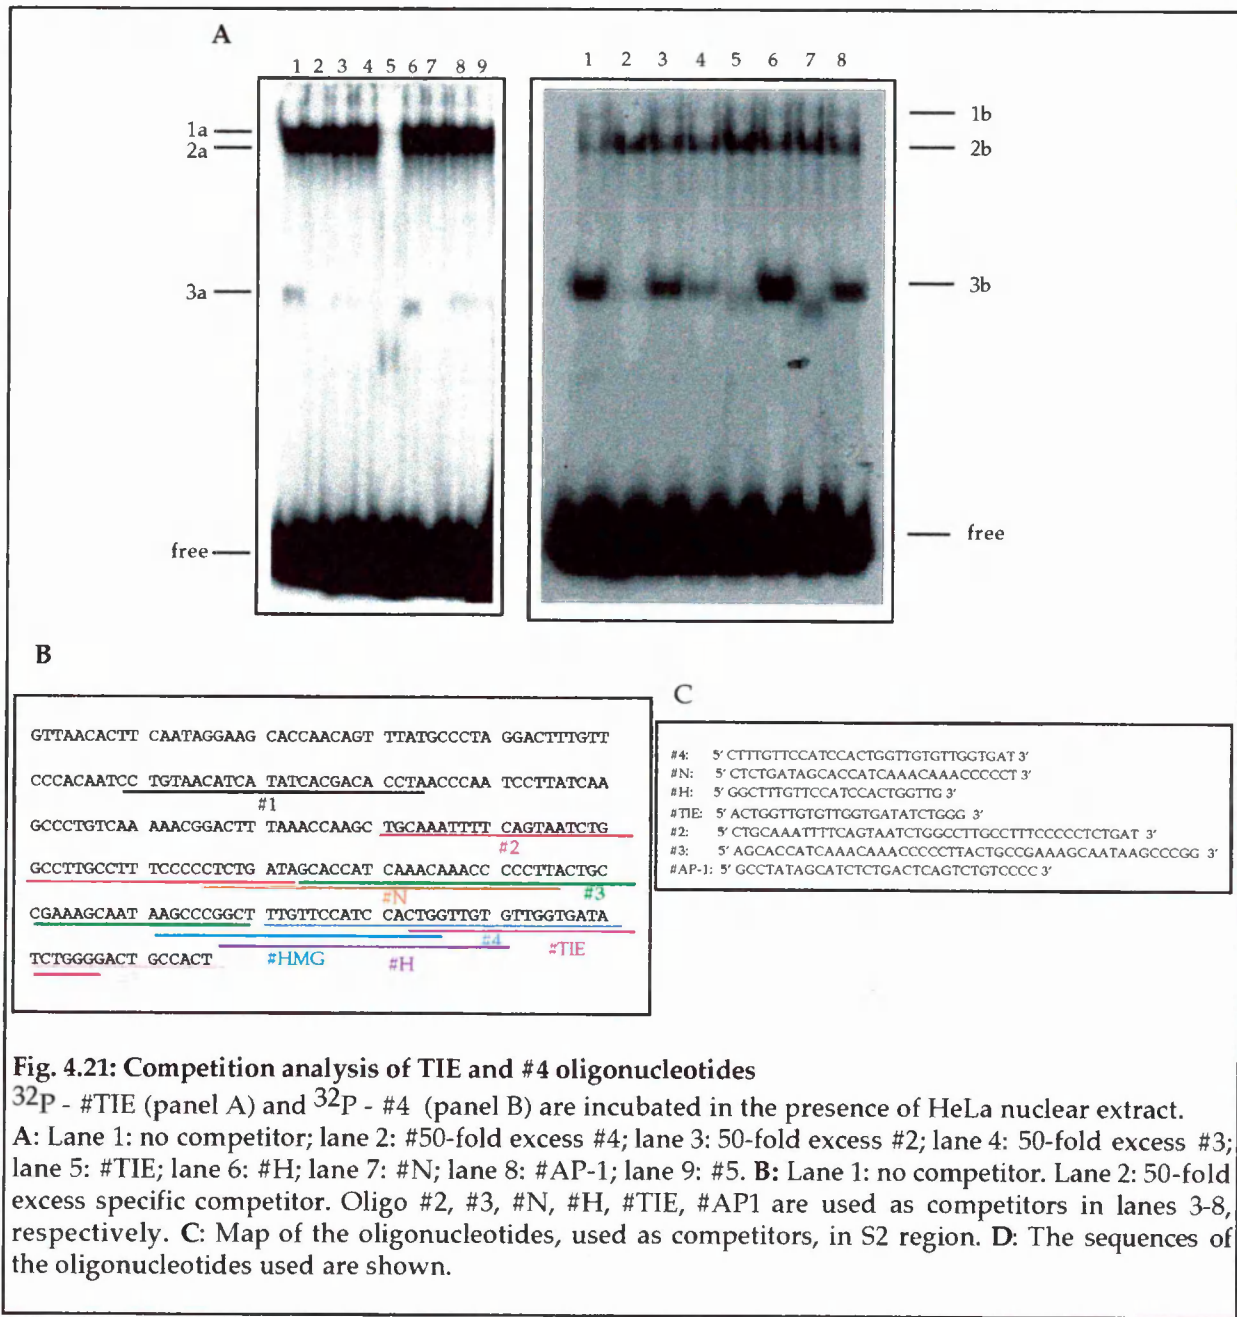 A
1 2 3 4 5 6 7 8 9
1 2 3 4 5 6 7 8
1a
2a
3a
free
1b
2b
3b
free
B
GTTAACACTT CAATAGGAAG CACCAACAGT TTATGCCCTA GGACTTTGTT
CCCACAATCC TGTAACATCA TATCACGACA CCTAACCCAA TCCTTATCAA
#1
GCCCTGTCAA AAACGGACTT TAAACCAAGC TGCAAATTTT CAGTAATCTG
#2
GCCTTGCCTT TCCCCCTCTG ATAGCACCAT CAAACAAACC CCCTTACTGC
#N
#3
CGAAAGCAAT AAGCCCGGCT TTGTTCCATC CACTGGTTGT GTTGGTGATA
#4
#TIE
TCTGGGGACT GCCACT
#HMG
#H
C
#4: 5' CTTTGTTCCATCCACTGGTTGTGTTGGTGAT 3'
#N: 5' CTCTGATAGCACCATCAAACAAACCCCCT 3'
#H: 5' GGCTTTGTTCCATCCACTGGTTG 3'
#TIE: 5' ACTGGTTGTGTTGGTGATATCTGGG 3'
#2: 5' CTGCAAATTTTCAGTAATCTGGCCTTGCCTTTCCCCCTCTGAT 3'
#3: 5' AGCACCATCAAACAAACCCCCTTACTGCCGAAAGCAATAAGCCCGG 3'
#AP-1: 5' GCCTATAGCATCTCTGACTCAGTCTGTCCCC 3'
Fig. 4.21: Competition analysis of TIE and #4 oligonucleotides
32P - #TIE (panel A) and 32P - #4 (panel B) are incubated in the presence of HeLa nuclear extract.
A: Lane 1: no competitor; lane 2: #50-fold excess #4; lane 3: 50-fold excess #2; lane 4: 50-fold excess #3;
lane 5: #TIE; lane 6: #H; lane 7: #N; lane 8: #AP-1; lane 9: #5. B: Lane 1: no competitor. Lane 2: 50-fold
excess specific competitor. Oligo #2, #3, #N, #H, #TIE, #AP1 are used as competitors in lanes 3-8,
respectively. C: Map of the oligonucleotides, used as competitors, in S2 region. D: The sequences of
the oligonucleotides used are shown.